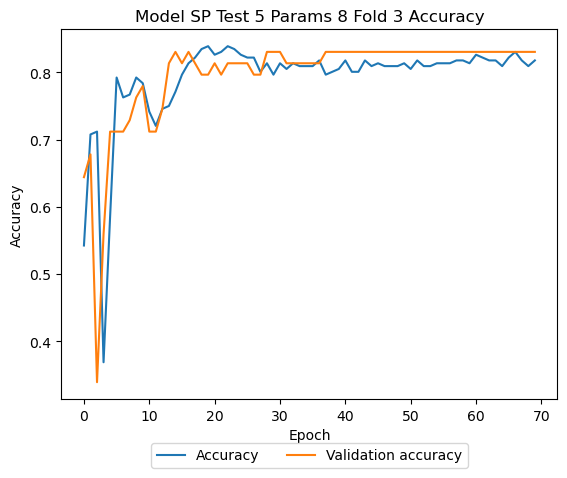 Model SP Test 5 Params 8 Fold 3 Accuracy
Accuracy
0.8
0.7
0.6
0.5
0.4
0 10 20 30 40 50 60 70
Epoch
Accuracy Validation accuracy